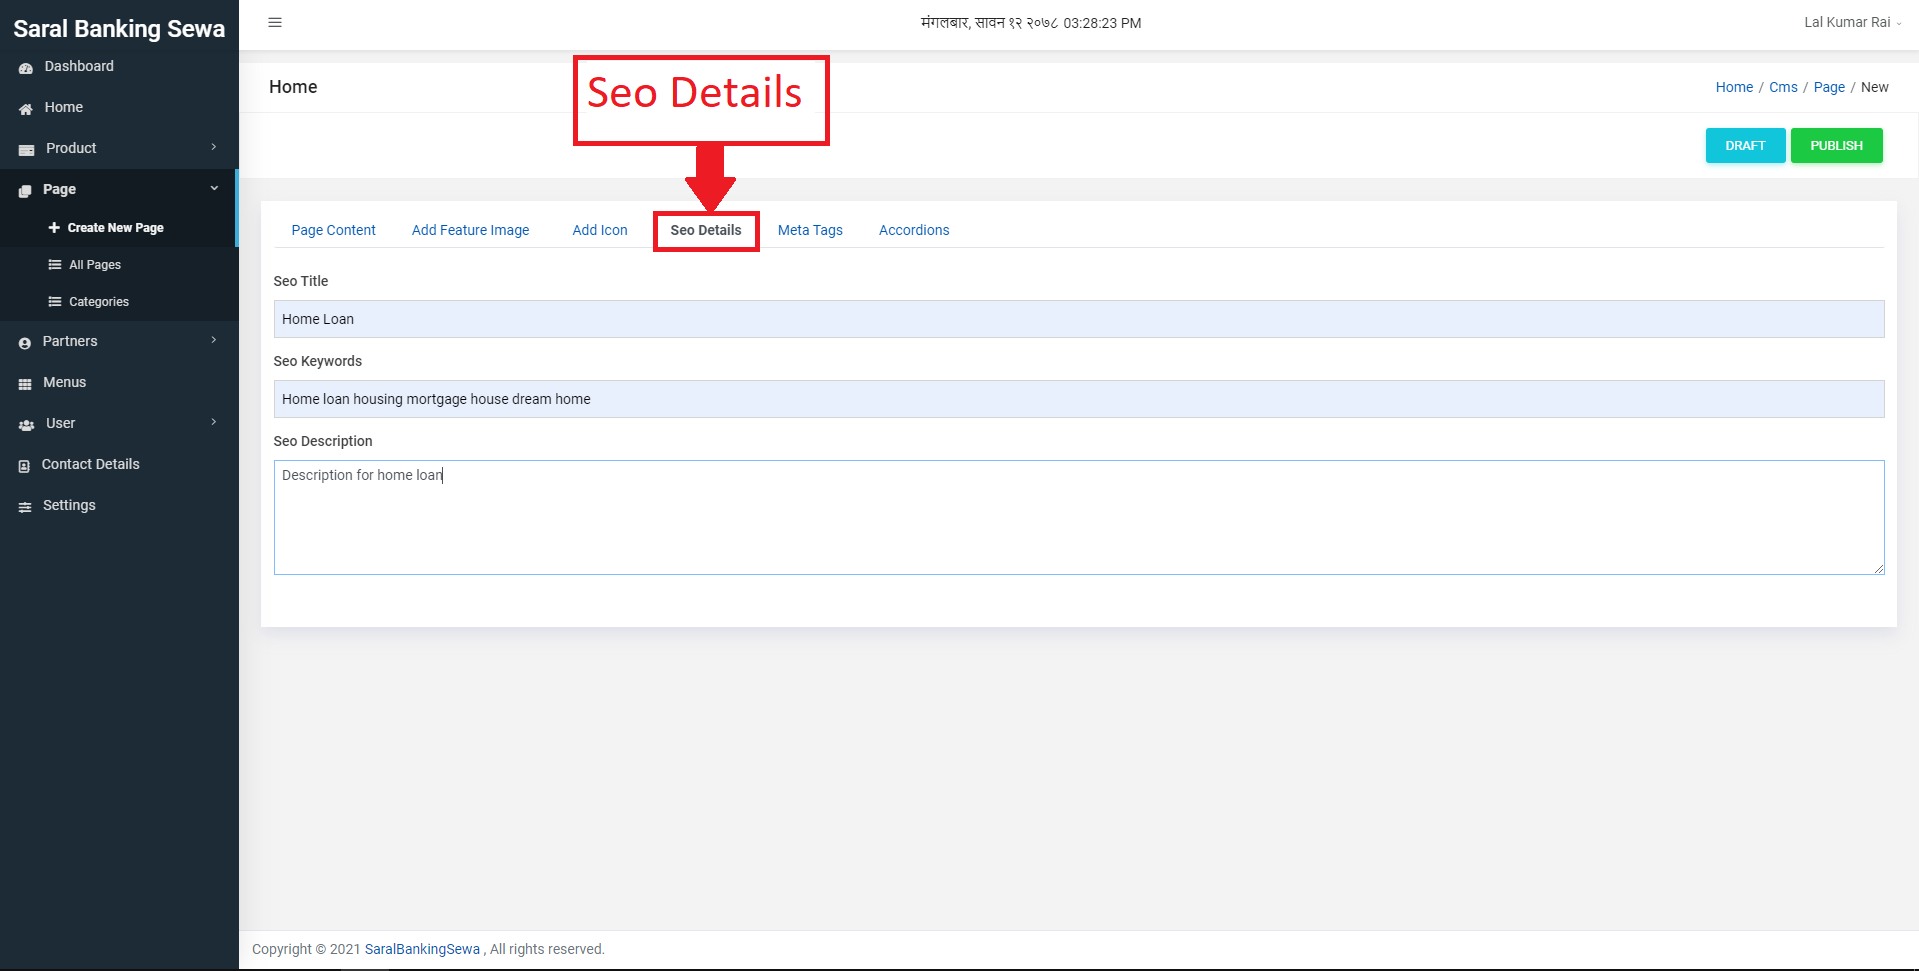 Saral Banking Sewa
मंगलबार, सावन १२ २०७८ 03:28:23 PM
Lal Kumar Rai
Dashboard
Home
Product
Page
Create New Page
All Pages
Categories
Partners
Menus
User
Contact Details
Settings
Home
Seo Details
Home / Cms / Page / New
DRAFT PUBLISH
Page Content Add Feature Image Add Icon Seo Details Meta Tags Accordions
Seo Title
Home Loan
Seo Keywords
Home loan housing mortgage house dream home
Seo Description
Description for home loan
Copyright © 2021 SaralBankingSewa , All rights reserved.